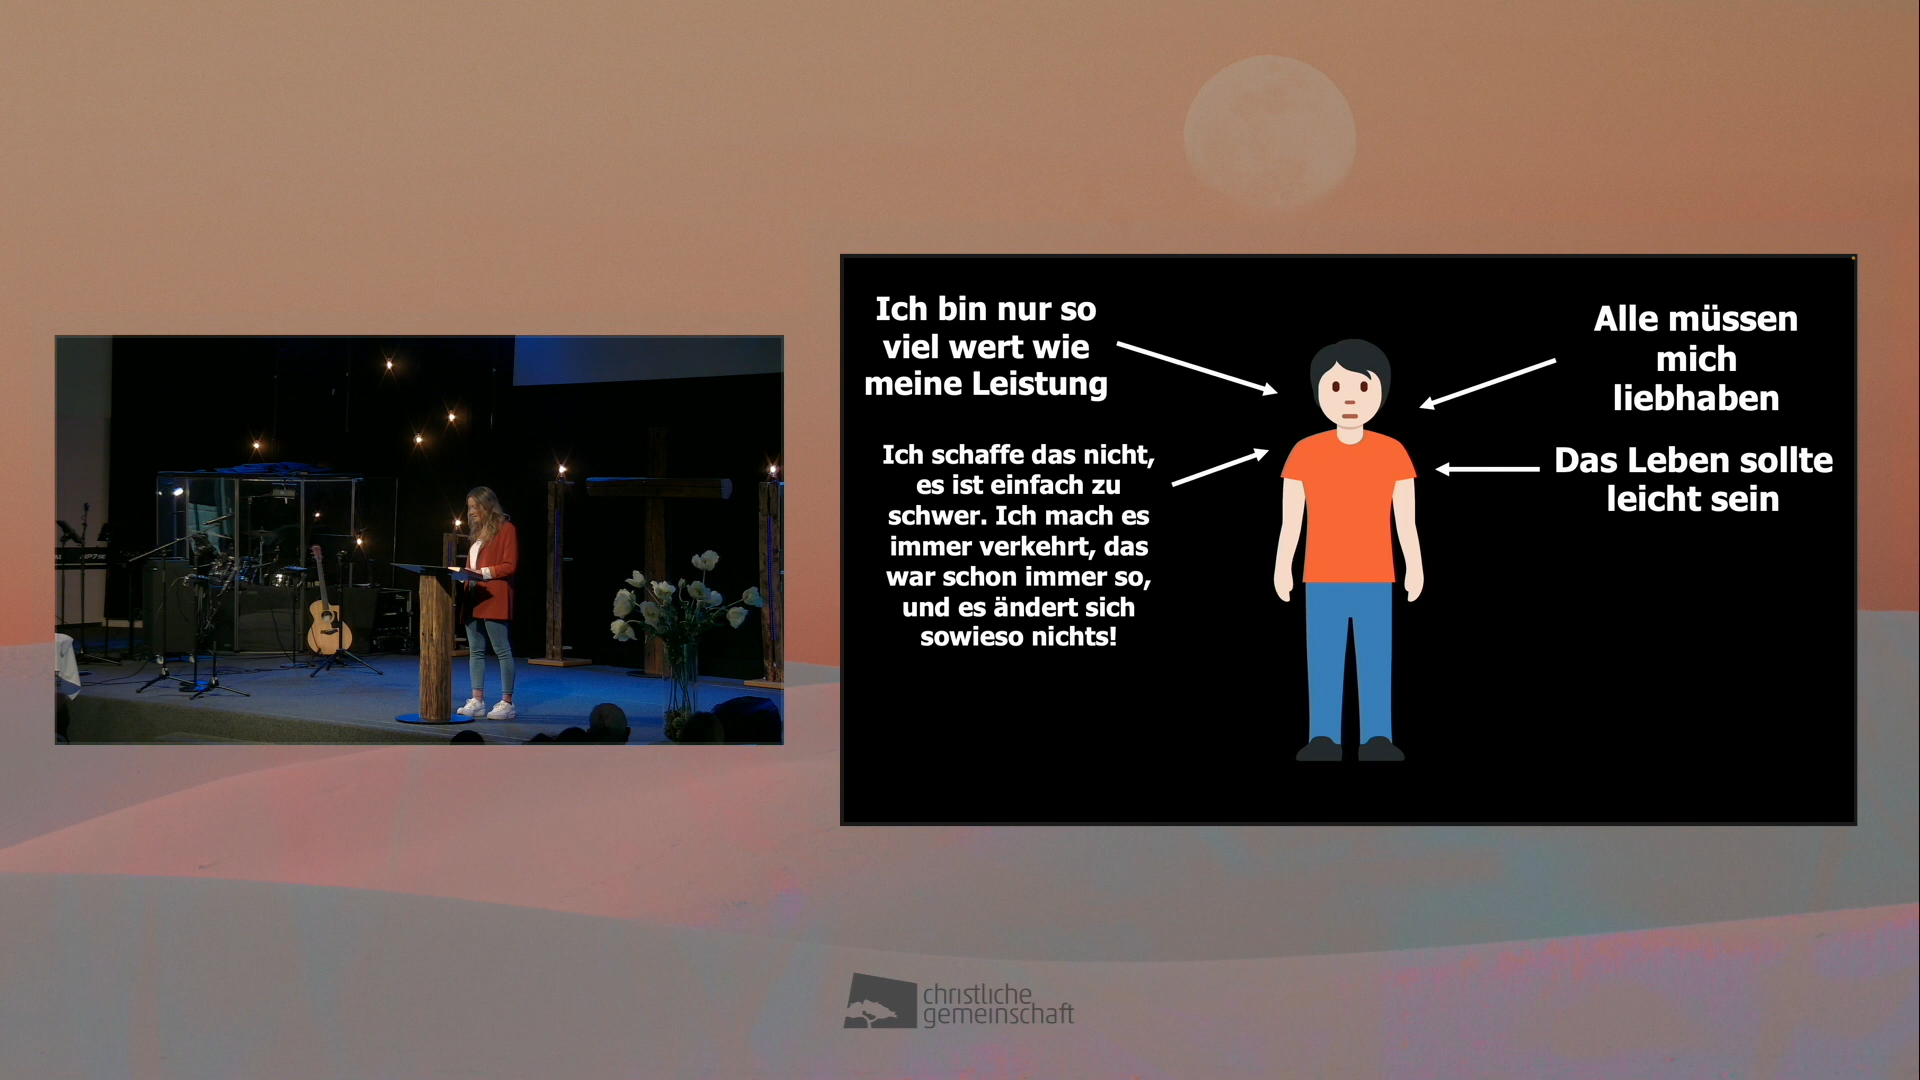 Ich bin nur so
viel wert wie
meine Leistung
Ich schaffe das nicht,
es ist einfach zu
schwer. Ich mach es
immer verkehrt, das
war schon immer so,
und es ändert sich
sowieso nichts!
Alle müssen
mich
liebhaben
Das Leben sollte
leicht sein
christliche
gemeinschaft